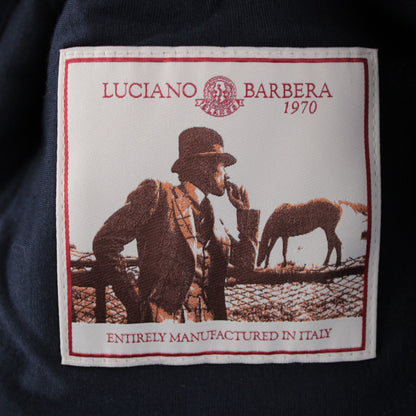 LUCIANO BARBERA
1970
ENTIRELY MANUFACTURED IN ITALY